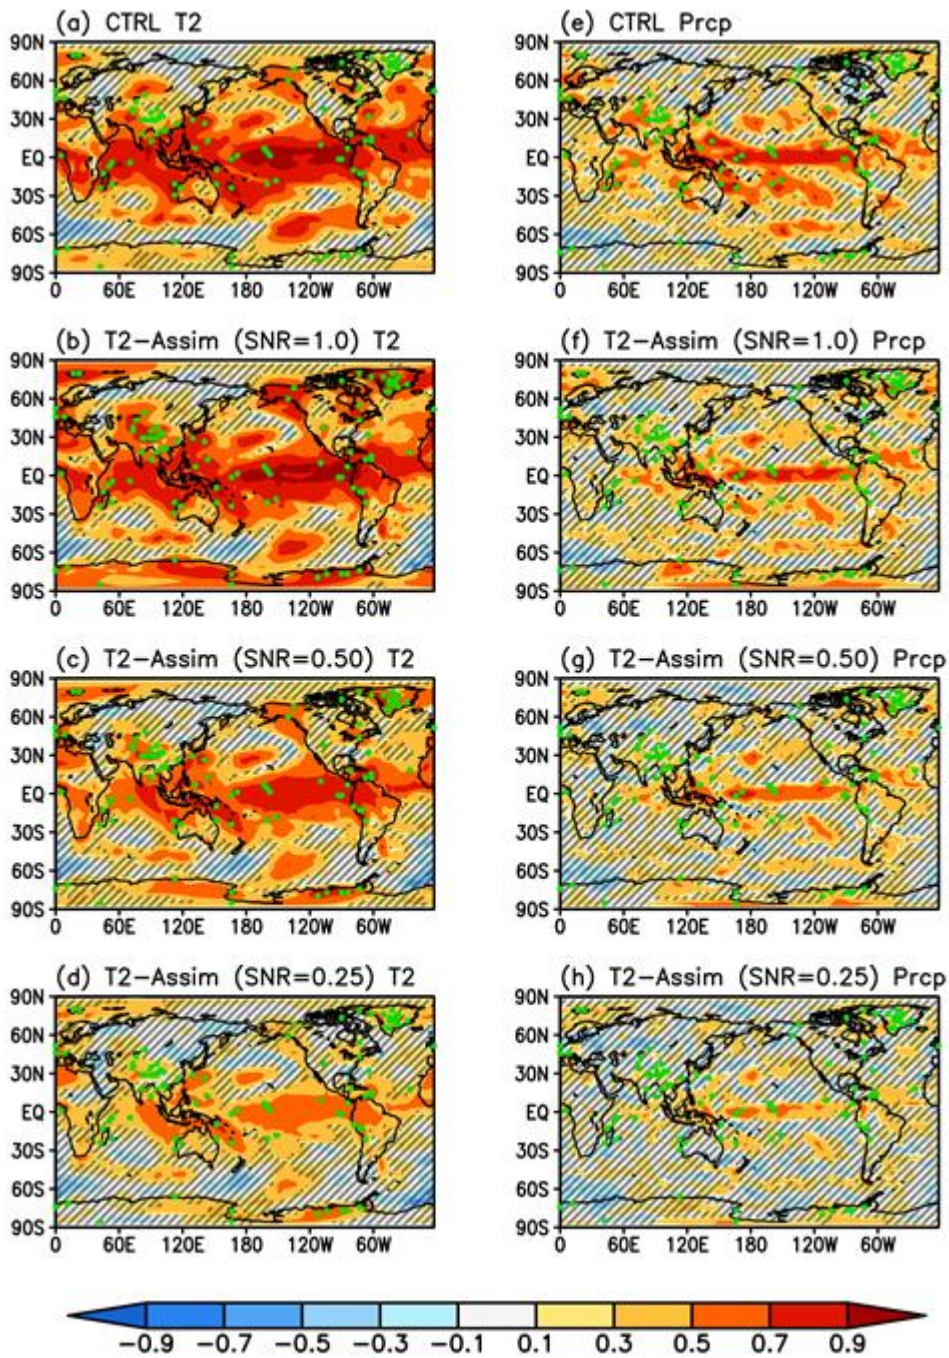 (a) CTRL T2
90N
60N
30N
EQ
30S
60S
90S
0 60E 120E 180 120W 60W
(e) CTRL Prcp
90N
60N
30N
EQ
30S
60S
90S
0 60E 120E 180 120W 60W
(b) T2-Assim (SNR=1.0) T2
90N
60N
30N
EQ
30S
60S
90S
0 60E 120E 180 120W 60W
(f) T2-Assim (SNR=1.0) Prcp
90N
60N
30N
EQ
30S
60S
90S
0 60E 120E 180 120W 60W
(c) T2-Assim (SNR=0.50) T2
90N
60N
30N
EQ
30S
60S
90S
0 60E 120E 180 120W 60W
(g) T2-Assim (SNR=0.50) Prcp
90N
60N
30N
EQ
30S
60S
90S
0 60E 120E 180 120W 60W
(d) T2-Assim (SNR=0.25) T2
90N
60N
30N
EQ
30S
60S
90S
0 60E 120E 180 120W 60W
(h) T2-Assim (SNR=0.25) Prcp
90N
60N
30N
EQ
30S
60S
90S
0 60E 120E 180 120W 60W
-0.9 -0.7 -0.5 -0.3 -0.1 0.1 0.3 0.5 0.7 0.9